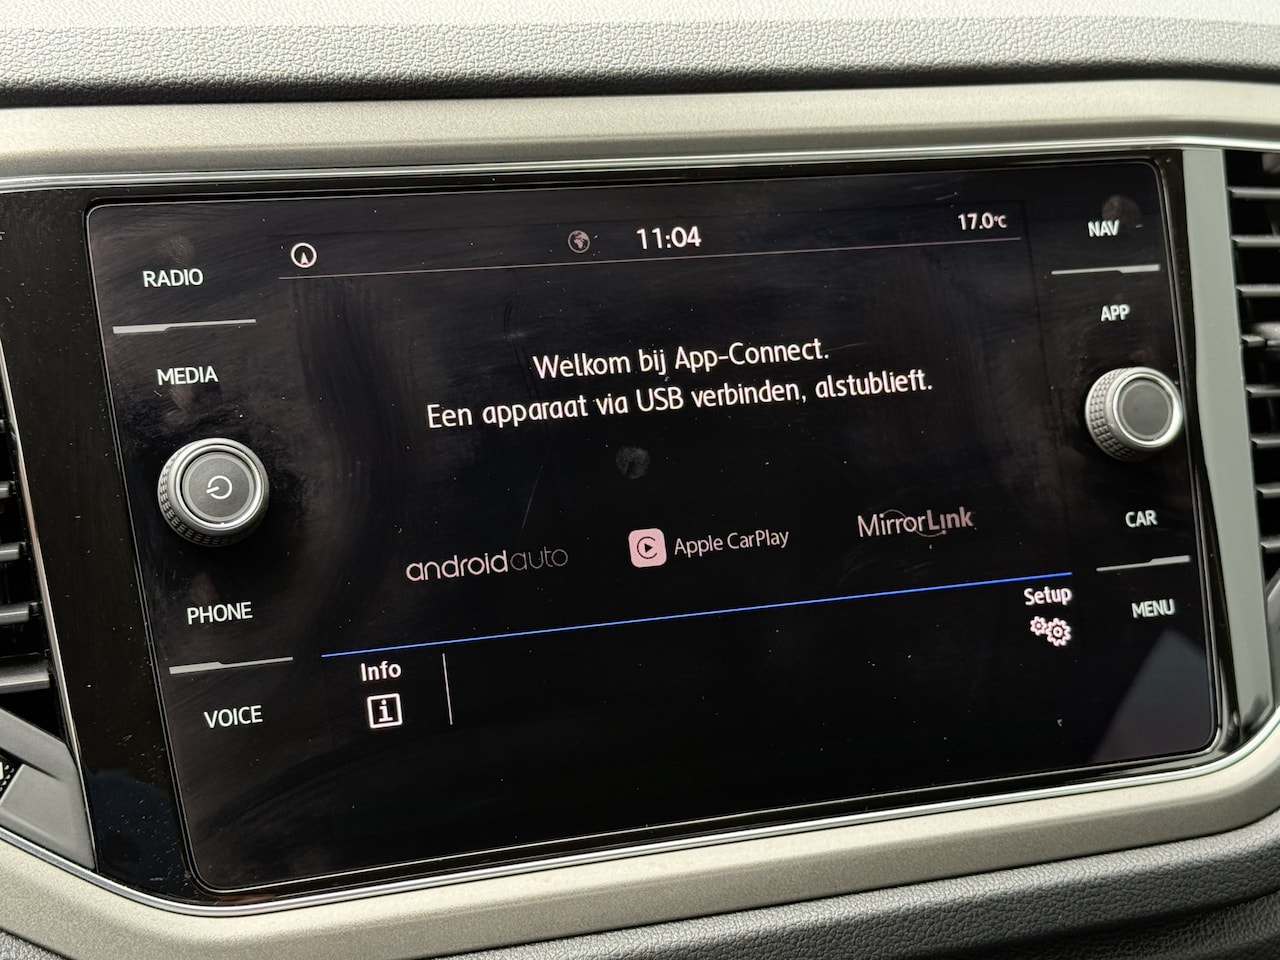 11:04
17.0°C
RADIO
MEDIA
PHONE
VOICE
Welkom bij App-Connect.
Een apparaat via USB verbinden, alstublieft.
androidauto
Apple CarPlay
MirrorLink
Info
i
Setup
NAV
APP
CAR
MENU